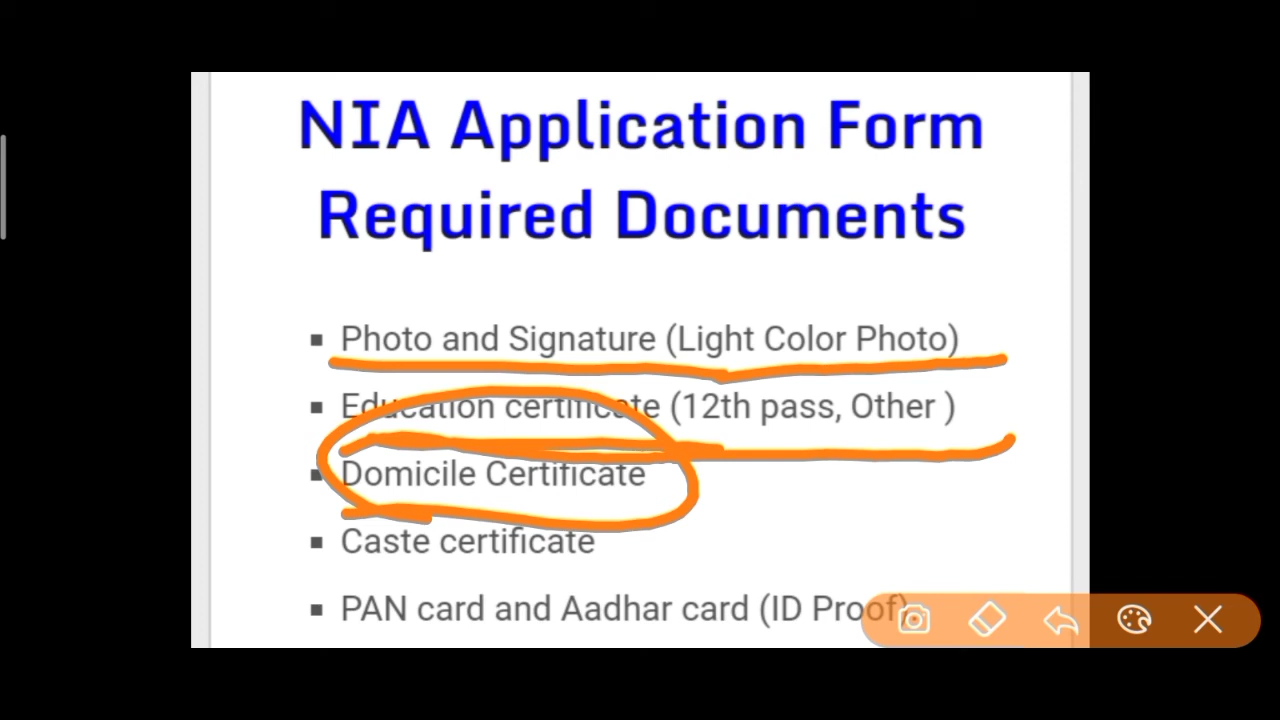 NIA Application Form
Required Documents
Photo and Signature (Light Color Photo)
Education certificate (12th pass, Other )
Domicile Certificate
Caste certificate
PAN card and Aadhar card (ID Proof).